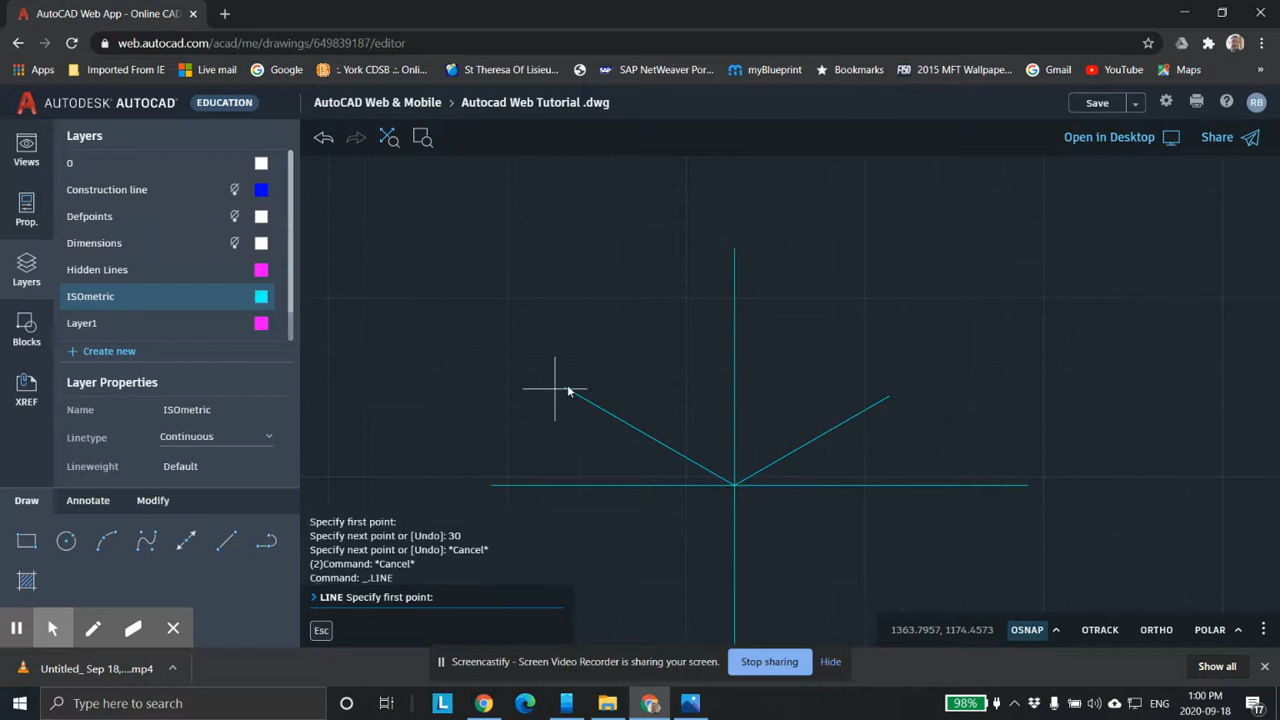 AutoCAD Web App - Online CAD
web.autocad.com/acad/me/drawings/649839187/editor
Apps
Imported From IE
Live mail
Google
:. York CDSB :. Onli...
St Theresa Of Lisieu...
SAP NetWeaver Por...
myBlueprint
Bookmarks
2015 MFT Wallpape...
Gmail
YouTube
Maps
AUTODESK® AUTOCAD® EDUCATION
AutoCAD Web & Mobile > Autocad Web Tutorial .dwg
Save
RB
Views
Prop.
Layers
Blocks
XREF
Layers
0
Construction line
Defpoints
Dimensions
Hidden Lines
ISOmetric
Layer1
+ Create new
Layer Properties
Name ISOmetric
Linetype Continuous
Lineweight Default
Draw Annotate Modify
Open in Desktop
Share
Specify first point:
Specify next point or [Undo]: 30
Specify next point or [Undo]: *Cancel*
(2)Command: *Cancel*
Command: _.LINE
> LINE Specify first point:
Esc
1363.7957, 1174.4573 OSNAP OTRACK ORTHO POLAR
Untitled_Sep 18,....mp4
Screencastify - Screen Video Recorder is sharing your screen. Stop sharing Hide
Show all
Type here to search
98%
ENG
1:00 PM
2020-09-18
17